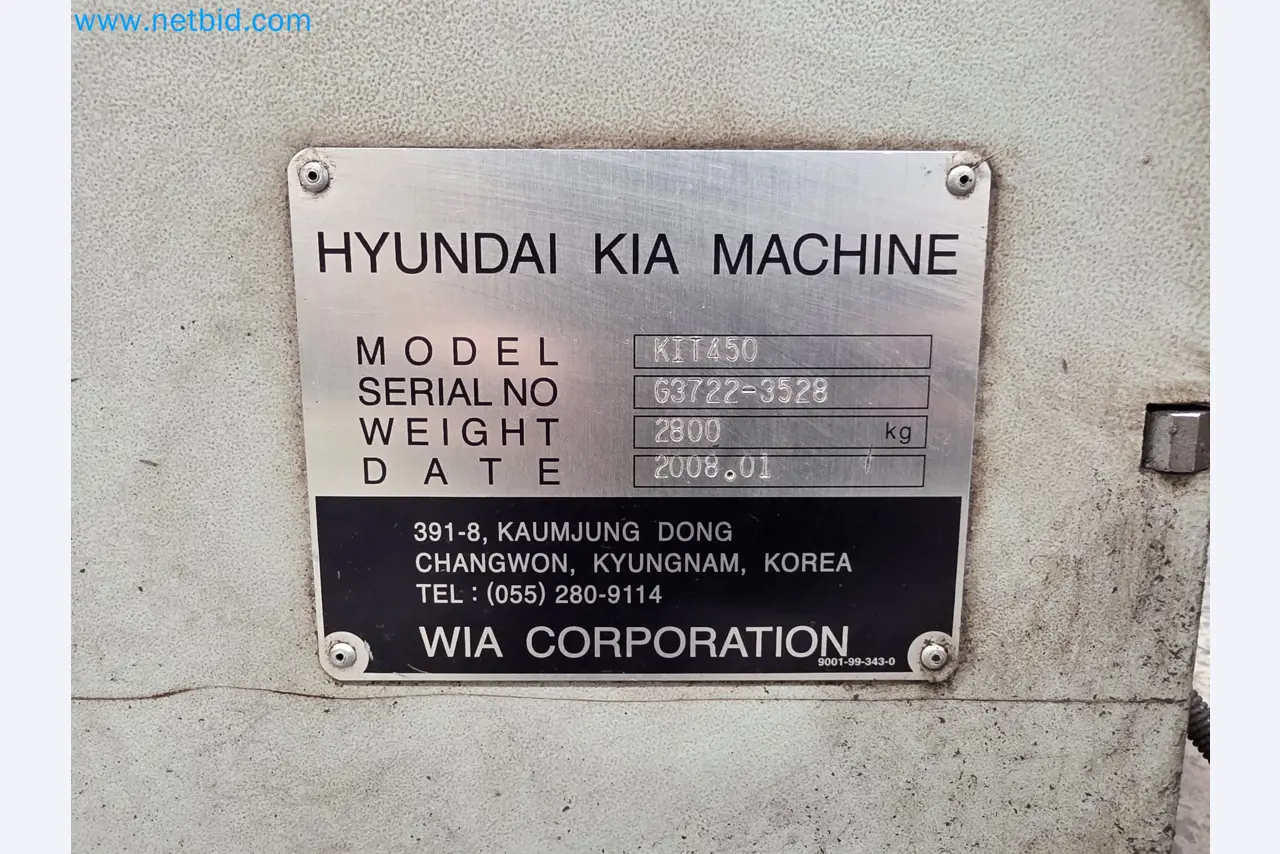 www.netbid.com
HYUNDAI KIA MACHINE
MODEL KIT450
SERIAL NO G3722-3528
WEIGHT 2800 kg
DATE 2008.01
391-8, KAUMJUNG DONG
CHANGWON, KYUNGNAM, KOREA
TEL : (055) 280-9114
WIA CORPORATION
9001-99-343-0